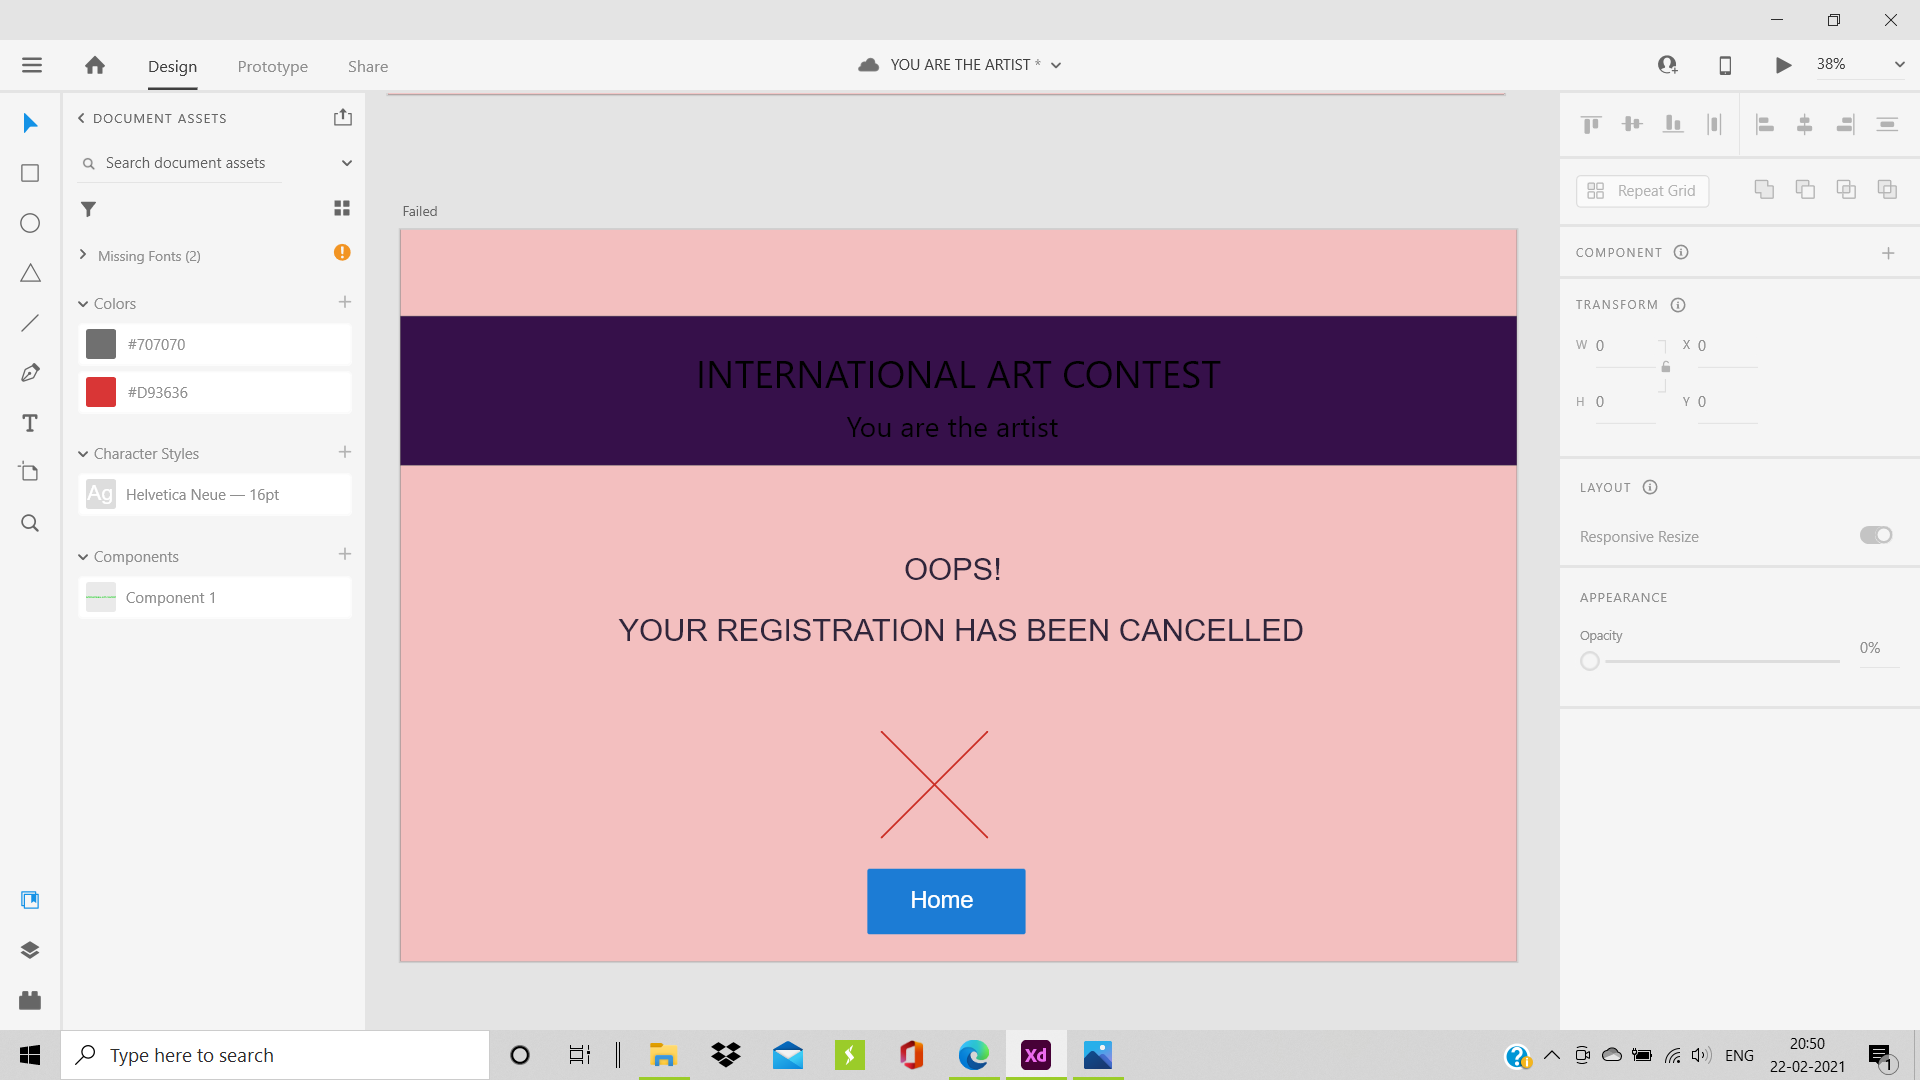 Design
Prototype
Share
YOU ARE THE ARTIST *
38%
DOCUMENT ASSETS
Search document assets
Missing Fonts (2)
Colors
#707070
#D93636
Character Styles
Ag Helvetica Neue — 16pt
Components
Component 1
Failed
INTERNATIONAL ART CONTEST
You are the artist
OOPS!
YOUR REGISTRATION HAS BEEN CANCELLED
Home
Repeat Grid
COMPONENT
TRANSFORM
W 0 X 0
H 0 Y 0
LAYOUT
Responsive Resize
APPEARANCE
Opacity
0%
Type here to search
Xd
ENG
20:50
22-02-2021
1